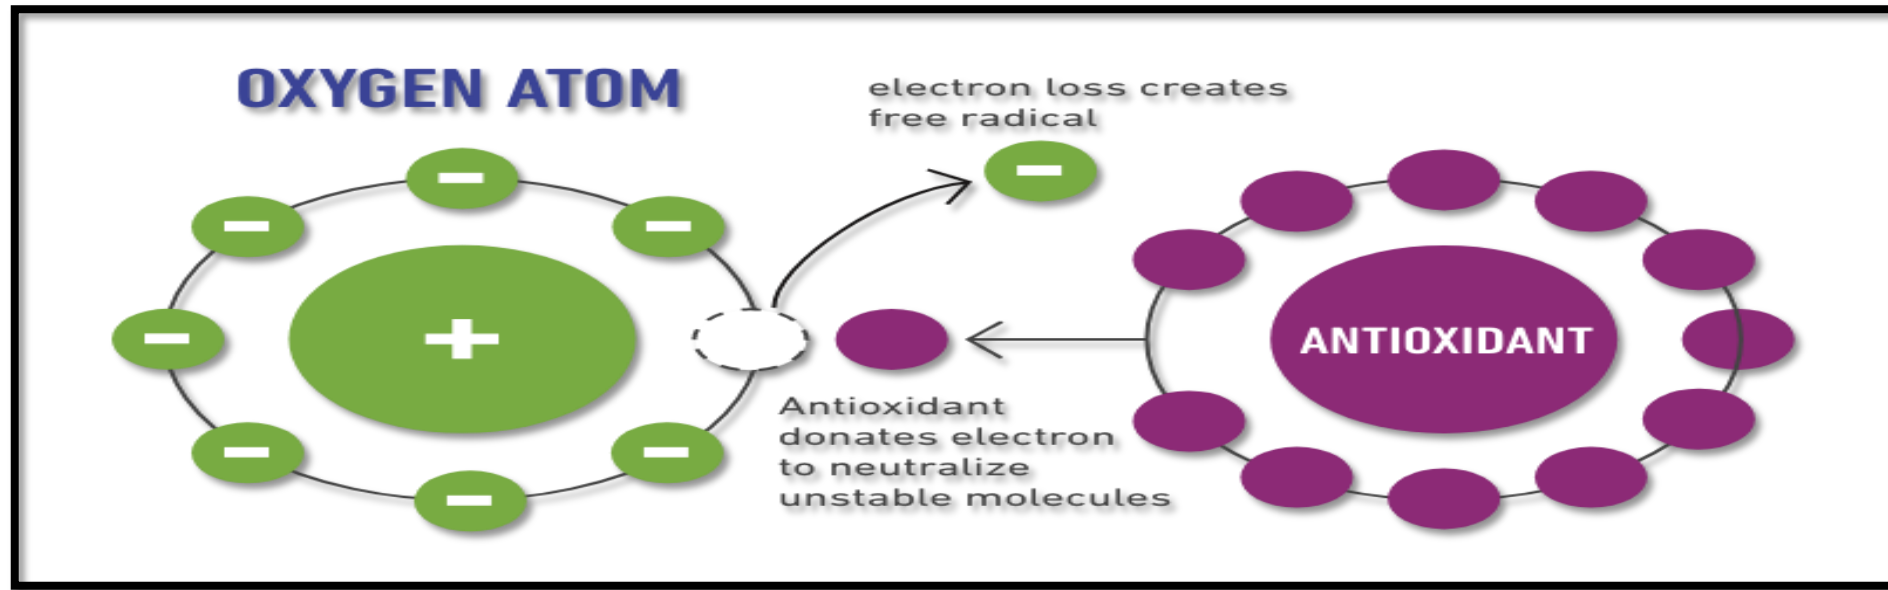 OXYGEN ATOM
electron loss creates
free radical
ANTIOXIDANT
Antioxidant
donates electron
to neutralize
unstable molecules